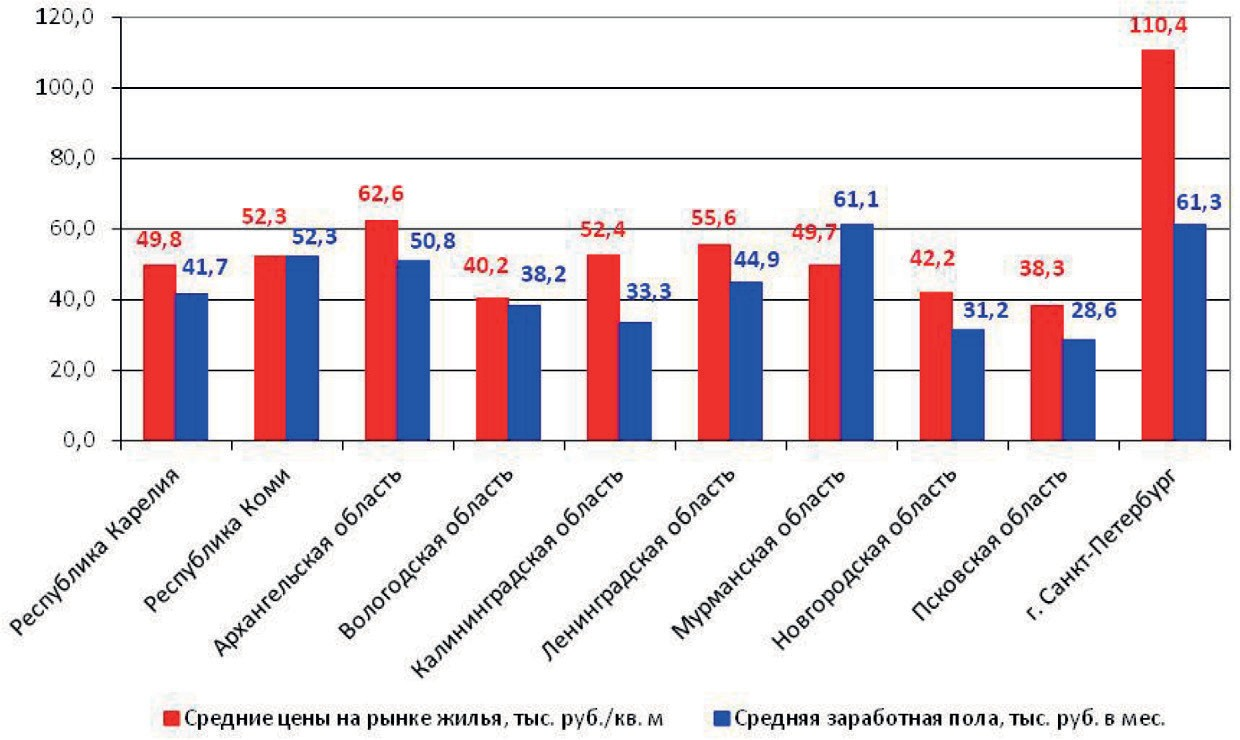 120,0
100,0
80,0
60,0
40,0
20,0
0,0
49,8
41,7
52,3
52,3
62,6
50,8
40,2
38,2
52,4
33,3
55,6
44,9
49,7
61,1
42,2
31,2
38,3
28,6
110,4
61,3
Республика Карелия
Республика Коми
Архангельская область
Вологодская область
Калининградская область
Ленинградская область
Мурманская область
Новгородская область
Псковская область
г. Санкт-Петербург
Средние цены на рынке жилья, тыс. руб./кв. м
Средняя заработная пола, тыс. руб. в мес.